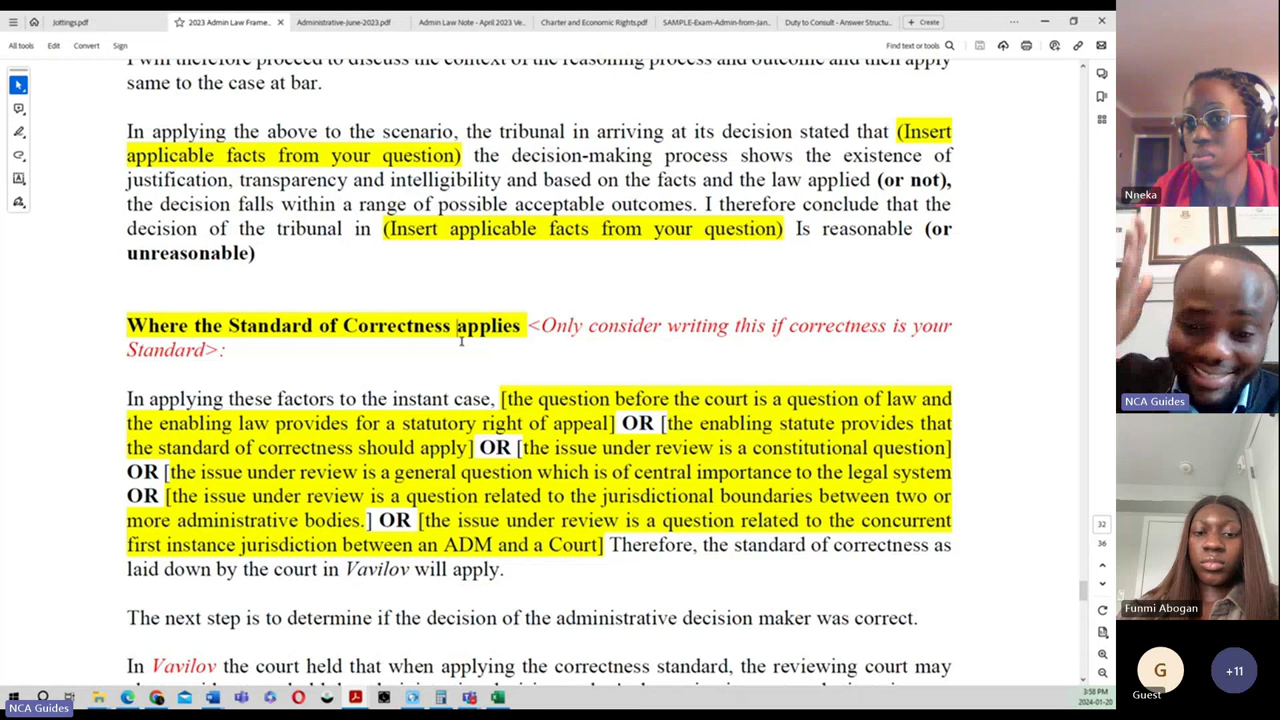 Jottings.pdf
2023 Admin Law Frame...
Administrative-June-2023.pdf
Admin Law Note - April 2023 Ve...
Charter and Economic Rights.pdf
SAMPLE-Exam-Admin-from-Jan...
Duty to Consult - Answer Structu...
+ Create
All tools
Edit
Convert
Sign
Find text or tools
I will therefore proceed to discuss the context of the reasoning process and outcome and then apply
same to the case at bar.
In applying the above to the scenario, the tribunal in arriving at its decision stated that (Insert
applicable facts from your question) the decision-making process shows the existence of
justification, transparency and intelligibility and based on the facts and the law applied (or not),
the decision falls within a range of possible acceptable outcomes. I therefore conclude that the
decision of the tribunal in (Insert applicable facts from your question) Is reasonable (or
unreasonable)
Where the Standard of Correctness applies <Only consider writing this if correctness is your
Standard>:
In applying these factors to the instant case, [the question before the court is a question of law and
the enabling law provides for a statutory right of appeal] OR [the enabling statute provides that
the standard of correctness should apply] OR [the issue under review is a constitutional question]
OR [the issue under review is a general question which is of central importance to the legal system
OR [the issue under review is a question related to the jurisdictional boundaries between two or
more administrative bodies.] OR [the issue under review is a question related to the concurrent
first instance jurisdiction between an ADM and a Court] Therefore, the standard of correctness as
laid down by the court in Vavilov will apply.
The next step is to determine if the decision of the administrative decision maker was correct.
In Vavilov the court held that when applying the correctness standard, the reviewing court may
32
36
3:58 PM
2024-01-20
NCA Guides
Nneka
NCA Guides
Funmi Abogan
G
Guest
+11